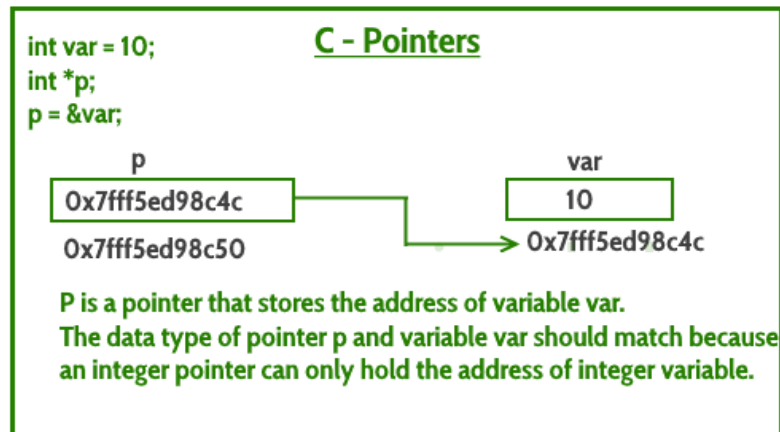 C - Pointers
int var = 10;
int *p;
p = &var;
p
var
0x7fff5ed98c4c
10
0x7fff5ed98c50
0x7fff5ed98c4c
P is a pointer that stores the address of variable var.
The data type of pointer p and variable var should match because
an integer pointer can only hold the address of integer variable.